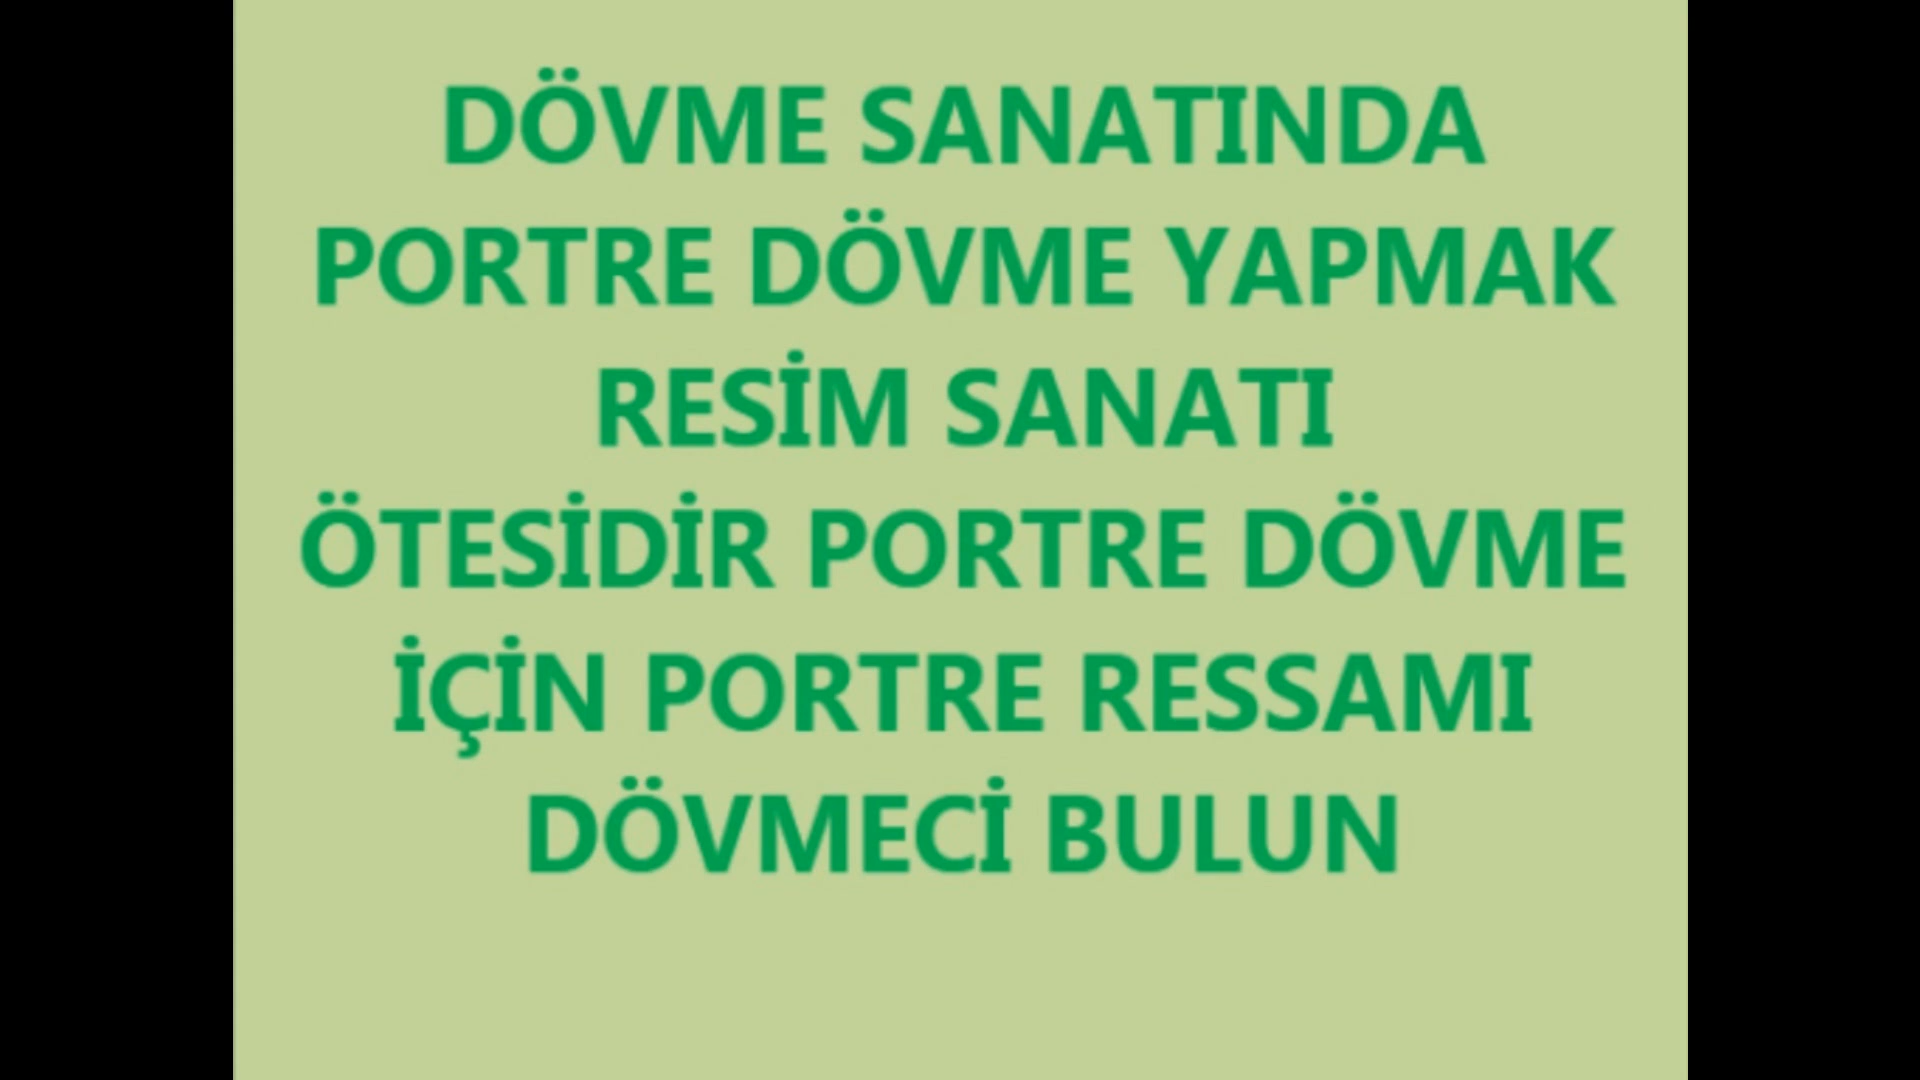 DÖVME SANATINDA
PORTRE DÖVME YAPMAK
RESİM SANATI
ÖTESİDİR PORTRE DÖVME
İÇİN PORTRE RESSAMI
DÖVMECİ BULUN